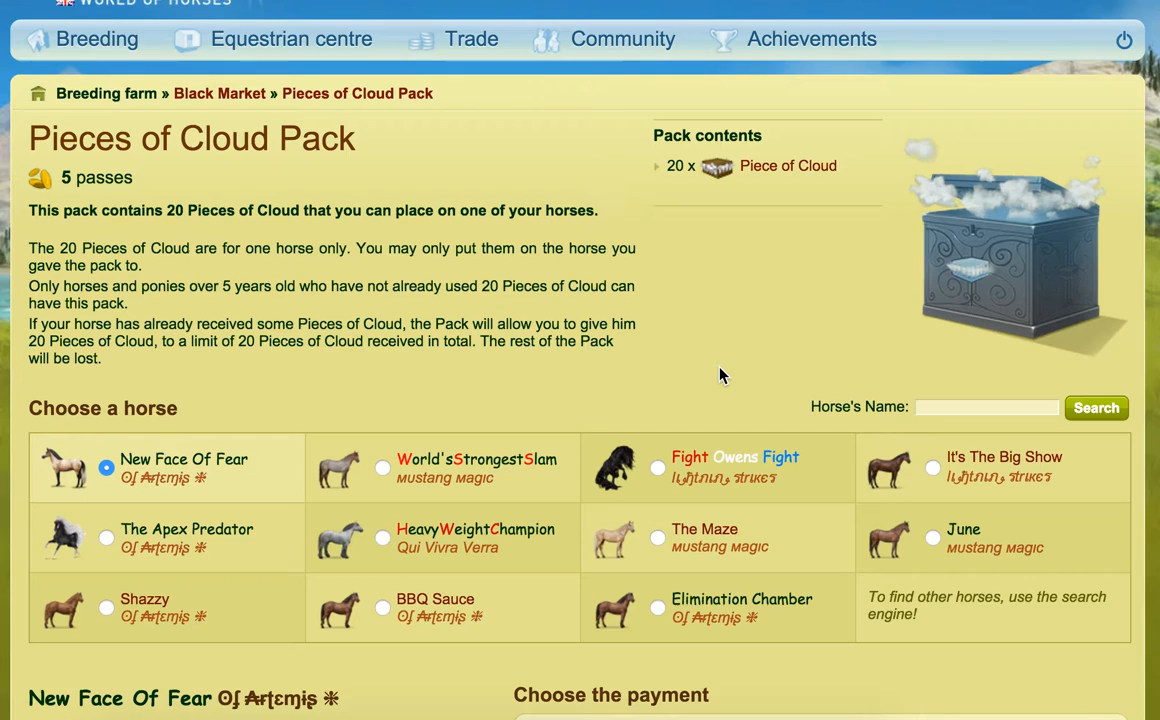 WORLD OF HORSES
Breeding Equestrian centre Trade Community Achievements
Breeding farm » Black Market » Pieces of Cloud Pack
Pieces of Cloud Pack
5 passes
This pack contains 20 Pieces of Cloud that you can place on one of your horses.
The 20 Pieces of Cloud are for one horse only. You may only put them on the horse you
gave the pack to.
Only horses and ponies over 5 years old who have not already used 20 Pieces of Cloud can
have this pack.
If your horse has already received some Pieces of Cloud, the Pack will allow you to give him
20 Pieces of Cloud, to a limit of 20 Pieces of Cloud received in total. The rest of the Pack
will be lost.
Pack contents
20 x Piece of Cloud
Choose a horse
Horse's Name: Search
New Face Of Fear
World'sStrongestSlam
Fight Owens Fight
It's The Big Show
мustang мagιc
The Apex Predator
HeavyWeightChampion
The Maze
June
Qui Vivra Verra
мustang мagιc
мustang мagιc
Shazzy
BBQ Sauce
Elimination Chamber
To find other horses, use the search
engine!
New Face Of Fear
Choose the payment